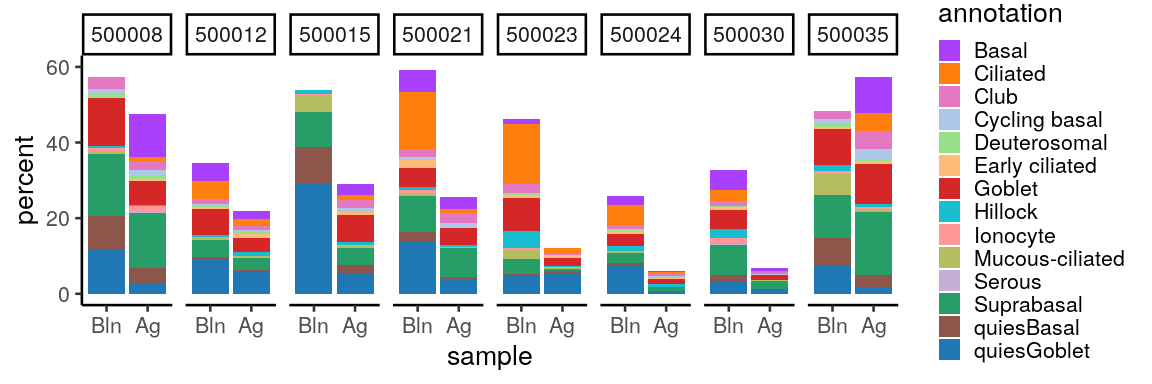 annotation
500008 500012 500015 500021 500023 500024 500030 500035
Basal
Ciliated
Club
Cycling basal
Deuterosomal
Early ciliated
Goblet
Hillock
Ionocyte
Mucous-ciliated
Serous
Suprabasal
quiesBasal
quiesGoblet
60
40
20
0
percent
Bln Ag Bln Ag Bln Ag Bln Ag Bln Ag Bln Ag Bln Ag Bln Ag
sample